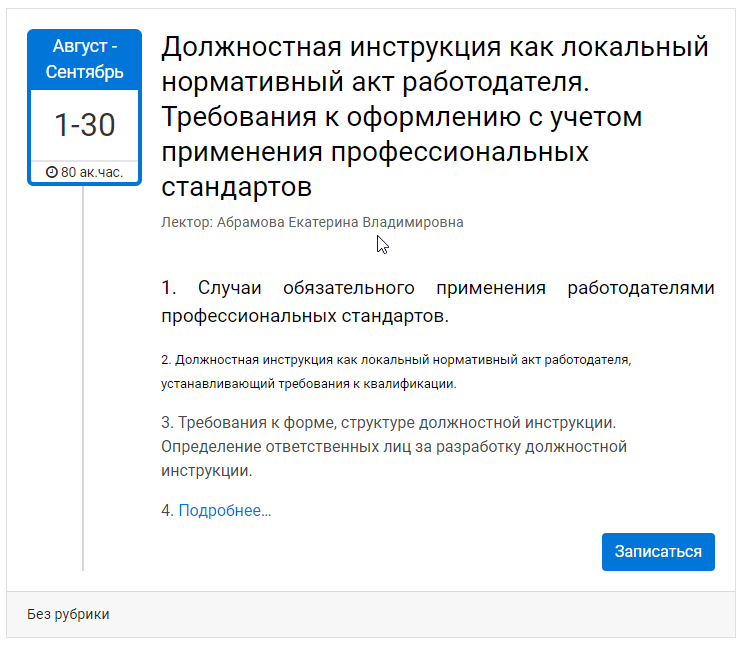 Август -
Сентябрь
1-30
80 ак.час.
Должностная инструкция как локальный
нормативный акт работодателя.
Требования к оформлению с учетом
применения профессиональных
стандартов
Лектор: Абрамова Екатерина Владимировна
1. Случаи обязательного применения работодателями
профессиональных стандартов.
2. Должностная инструкция как локальный нормативный акт работодателя,
устанавливающий требования к квалификации.
3. Требования к форме, структуре должностной инструкции.
Определение ответственных лиц за разработку должностной
инструкции.
4. Подробнее...
Записаться
Без рубрики